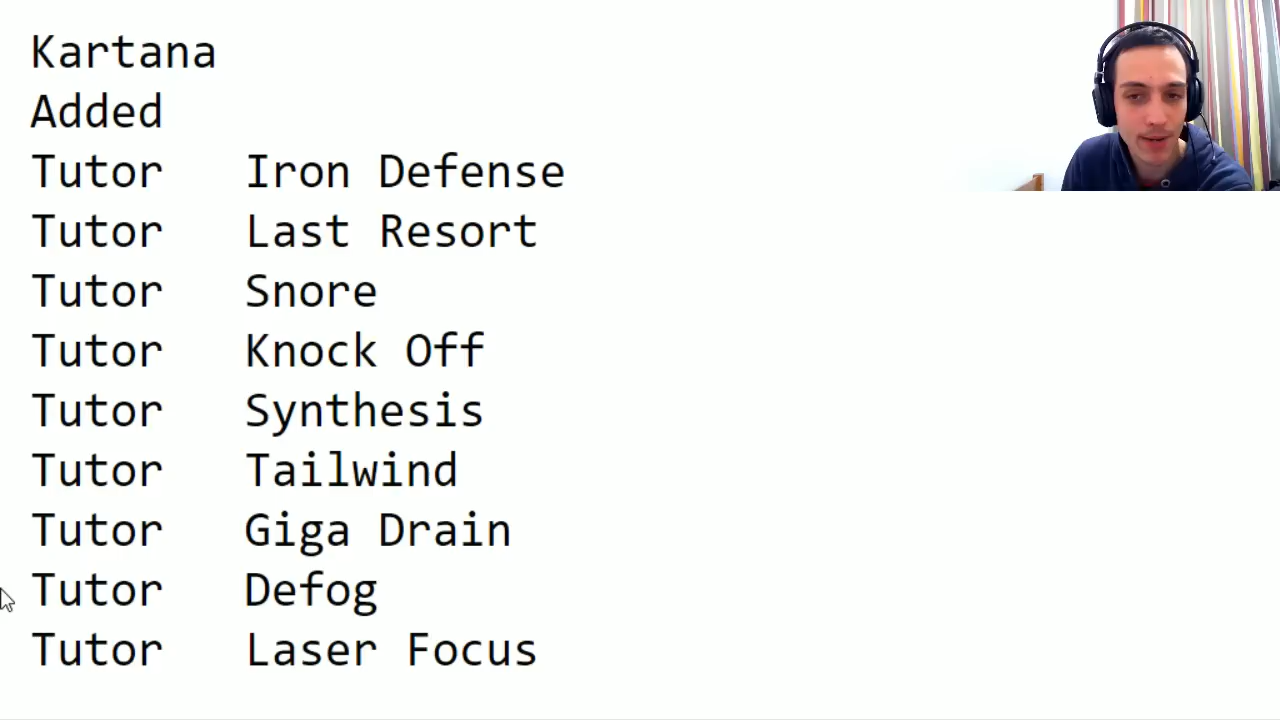 Kartana
Added
Tutor Iron Defense
Tutor Last Resort
Tutor Snore
Tutor Knock Off
Tutor Synthesis
Tutor Tailwind
Tutor Giga Drain
Tutor Defog
Tutor Laser Focus